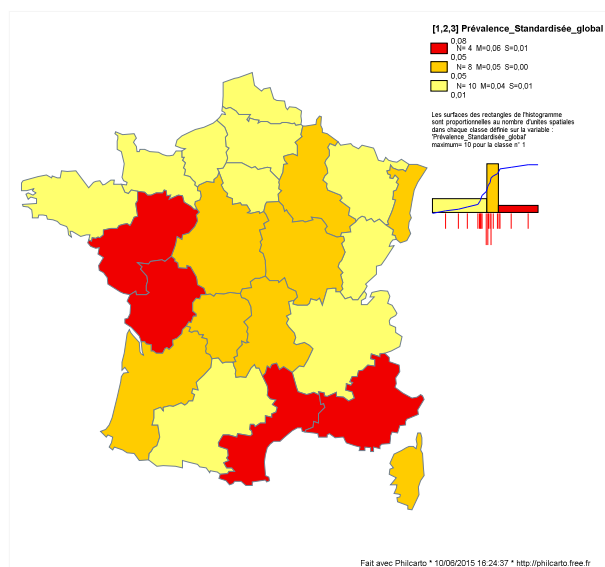 [1,2,3] Prévalence_Standardisée_global
0,08
N= 4 M=0,06 S=0,01
0,05
N= 8 M=0,05 S=0,00
0,05
N= 10 M=0,04 S=0,01
0,01
Les surfaces des rectangles de l'histogramme
sont proportionnelles au nombre d'unites spatiales
dans chaque classe définie sur la variable :
'Prévalence_Standardisée_global'
maximum= 10 pour la classe n° 1
Fait avec Philcarto * 10/06/2015 16:24:37 * http://philcarto.free.fr